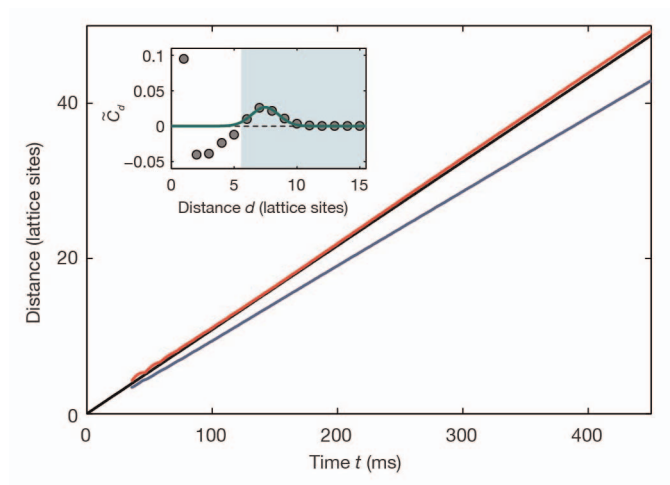 0.1
0.05
0
−0.05
C̃d
0 5 10 15
Distance d (lattice sites)
40
20
0
Distance (lattice sites)
0 100 200 300 400
Time t (ms)